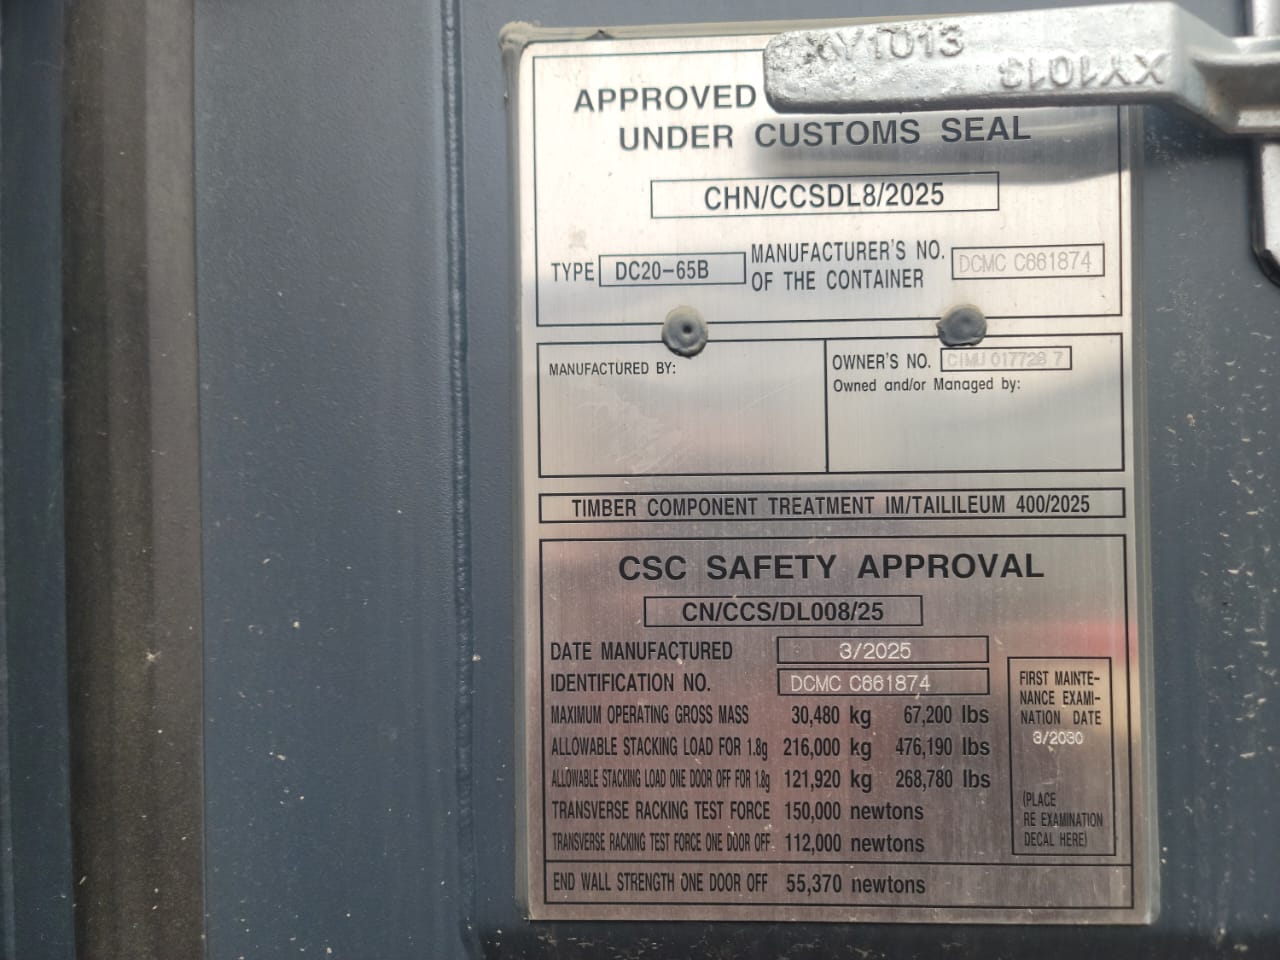 XY1013
XY1013
APPROVED
UNDER CUSTOMS SEAL
CHN/CCSDL8/2025
TYPE DC20-65B
MANUFACTURER'S NO.
OF THE CONTAINER
DCMC C661874
MANUFACTURED BY:
OWNER'S NO. CIMU 017728 7
Owned and/or Managed by:
TIMBER COMPONENT TREATMENT IM/TAILILEUM 400/2025
CSC SAFETY APPROVAL
CN/CCS/DL008/25
DATE MANUFACTURED 3/2025
IDENTIFICATION NO. DCMC C661874
MAXIMUM OPERATING GROSS MASS 30,480 kg 67,200 lbs
ALLOWABLE STACKING LOAD FOR 1.8g 216,000 kg 476,190 lbs
ALLOWABLE STACKING LOAD ONE DOOR OFF FOR 1.8g 121,920 kg 268,780 lbs
TRANSVERSE RACKING TEST FORCE 150,000 newtons
TRANSVERSE RACKING TEST FORCE ONE DOOR OFF 112,000 newtons
END WALL STRENGTH ONE DOOR OFF 55,370 newtons
FIRST MAINTE-
NANCE EXAMI-
NATION DATE
3/2030
(PLACE
RE EXAMINATION
DECAL HERE)